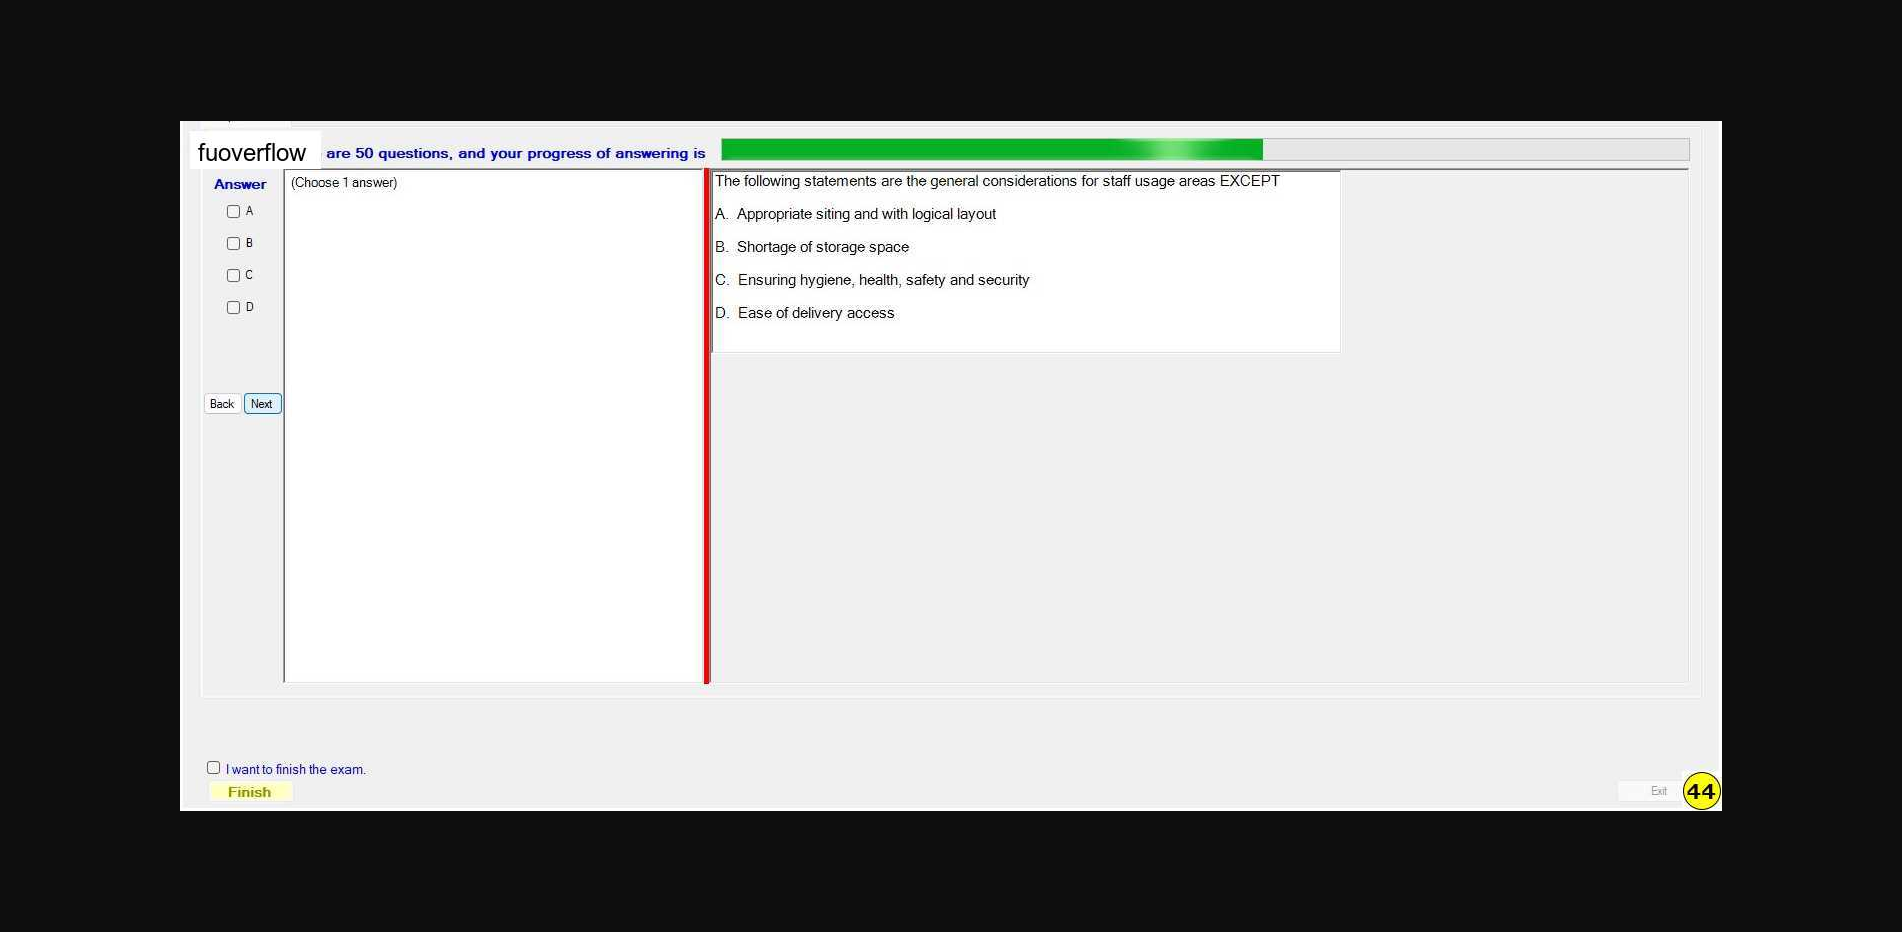 fuoverflow are 50 questions, and your progress of answering is
Answer
(Choose 1 answer)
A
B
C
D
Back Next
The following statements are the general considerations for staff usage areas EXCEPT
A. Appropriate siting and with logical layout
B. Shortage of storage space
C. Ensuring hygiene, health, safety and security
D. Ease of delivery access
I want to finish the exam.
Finish
Exit
44